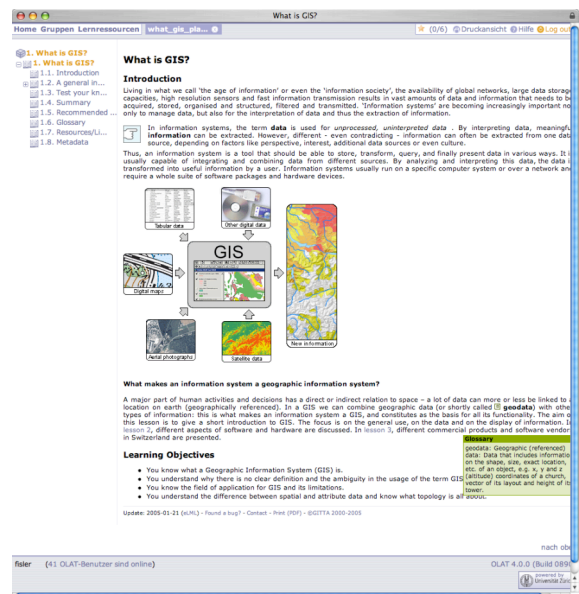 What is GIS?
Home Gruppen Lernressourcen what_gis_pla... (0/6) Druckansicht Hilfe Log out
1. What is GIS?
1. What is GIS?
1.1. Introduction
1.2. A general in...
1.3. Test your kn...
1.4. Summary
1.5. Recommended ...
1.6. Glossary
1.7. Resources/Li...
1.8. Metadata
What is GIS?
Introduction
Living in what we call 'the age of information' or even the 'information society', the availability of global networks, large data storage
capacities, high resolution sensors and fast information transmission results in vast amounts of data and information that needs to be
acquired, stored, organised and structured, filtered and transmitted. 'Information systems' are becoming increasingly important no
only to manage data, but also for the interpretation of data and thus the extraction of information.
In information systems, the term data is used for unprocessed, uninterpreted data . By interpreting data, meaningful
information can be extracted. However, different - even contradicting - information can often be extracted from one data
source, depending on factors like perspective, interest, additional data sources or even culture.
Thus, an information system is a tool that should be able to store, transform, query, and finally present data in various ways. It i
usually capable of integrating and combining data from different sources. By analyzing and interpreting this data, the data i
transformed into useful information by a user. Information systems usually run on a specific computer system or over a network and
require a whole suite of software packages and hardware devices.
Tabular data
Other digital data
GIS
Digital maps
Aerial photographs
Satellite data
New information
What makes an information system a geographic information system?
A major part of human activities and decisions has a direct or indirect relation to space – a lot of data can more or less be linked to a
location on earth (geographically referenced). In a GIS we can combine geographic data (or shortly called geodata) with othe
types of information: this is what makes an information system a GIS, and constitutes as the basis for all its functionality. The aim o
this lesson is to give a short introduction to GIS. The focus is on the general use, on the data and on the display of information. I
lesson 2, different aspects of software and hardware are discussed. In lesson 3, different commercial products and software vendor
in Switzerland are presented.
Glossary
geodata: Geographic (referenced)
data: Data that includes information
on the shape, size, exact location,
etc. of an object, e.g. x, y and z
(altitude) coordinates of a church,
vector of its layout and height of its
tower.
Learning Objectives
You know what a Geographic Information System (GIS) is.
You understand why there is no clear definition and the ambiguity in the usage of the term GIS
You know the field of application for GIS and its limitations.
You understand the difference between spatial and attribute data and know what topology is all about.
Update: 2005-01-21 (eLML) - Found a bug? - Contact - Print (PDF) - ©GITTA 2000-2005
nach obe
fisler (41 OLAT-Benutzer sind online) OLAT 4.0.0 (Build 089
powered by
Universität Züric